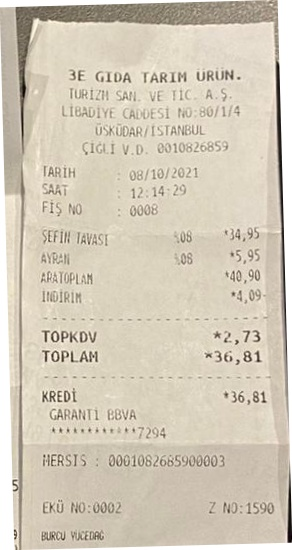 3E GIDA TARIM ÜRÜN.
TURİZM SAN. VE TİC. A.Ş.
LİBADİYE CADDESİ NO:80/1/4
ÜSKÜDAR/İSTANBUL
ÇİĞLİ V.D. 0010826859
TARİH : 08/10/2021
SAAT : 12:14:29
FİŞ NO : 0008
ŞEFİN TAVASI %08 *34,95
AYRAN %08 *5,95
ARATOPLAM *40,90
İNDİRİM *4,09-
TOPKDV *2,73
TOPLAM *36,81
KREDİ *36,81
GARANTİ BBVA
************7294
MERSİS : 0001082685900003
EKÜ NO:0002 Z NO:1590
BURCU YÜCEDAĞ